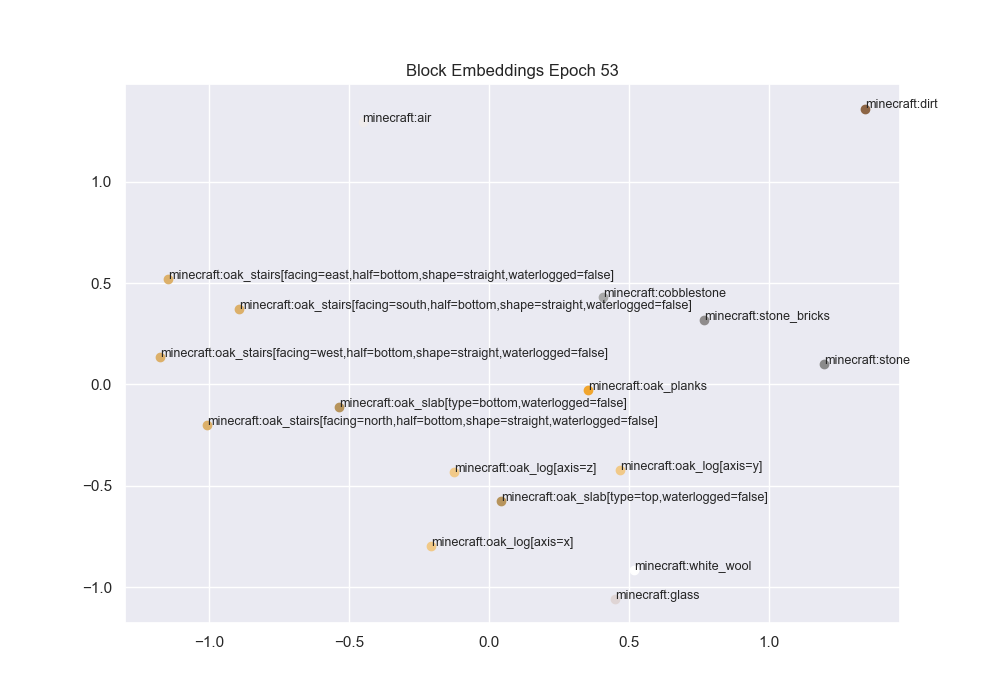 Block Embeddings Epoch 53
minecraft:dirt
minecraft:air
1.0
minecraft:oak_stairs[facing=east,half=bottom,shape=straight,waterlogged=false]
0.5
minecraft:cobblestone
minecraft:oak_stairs[facing=south,half=bottom,shape=straight,waterlogged=false]
minecraft:stone_bricks
minecraft:oak_stairs[facing=west,half=bottom,shape=straight,waterlogged=false]
minecraft:stone
0.0
minecraft:oak_planks
minecraft:oak_slab[type=bottom,waterlogged=false]
minecraft:oak_stairs[facing=north,half=bottom,shape=straight,waterlogged=false]
minecraft:oak_log[axis=z]
minecraft:oak_log[axis=y]
−0.5
minecraft:oak_slab[type=top,waterlogged=false]
minecraft:oak_log[axis=x]
minecraft:white_wool
−1.0
minecraft:glass
−1.0 −0.5 0.0 0.5 1.0